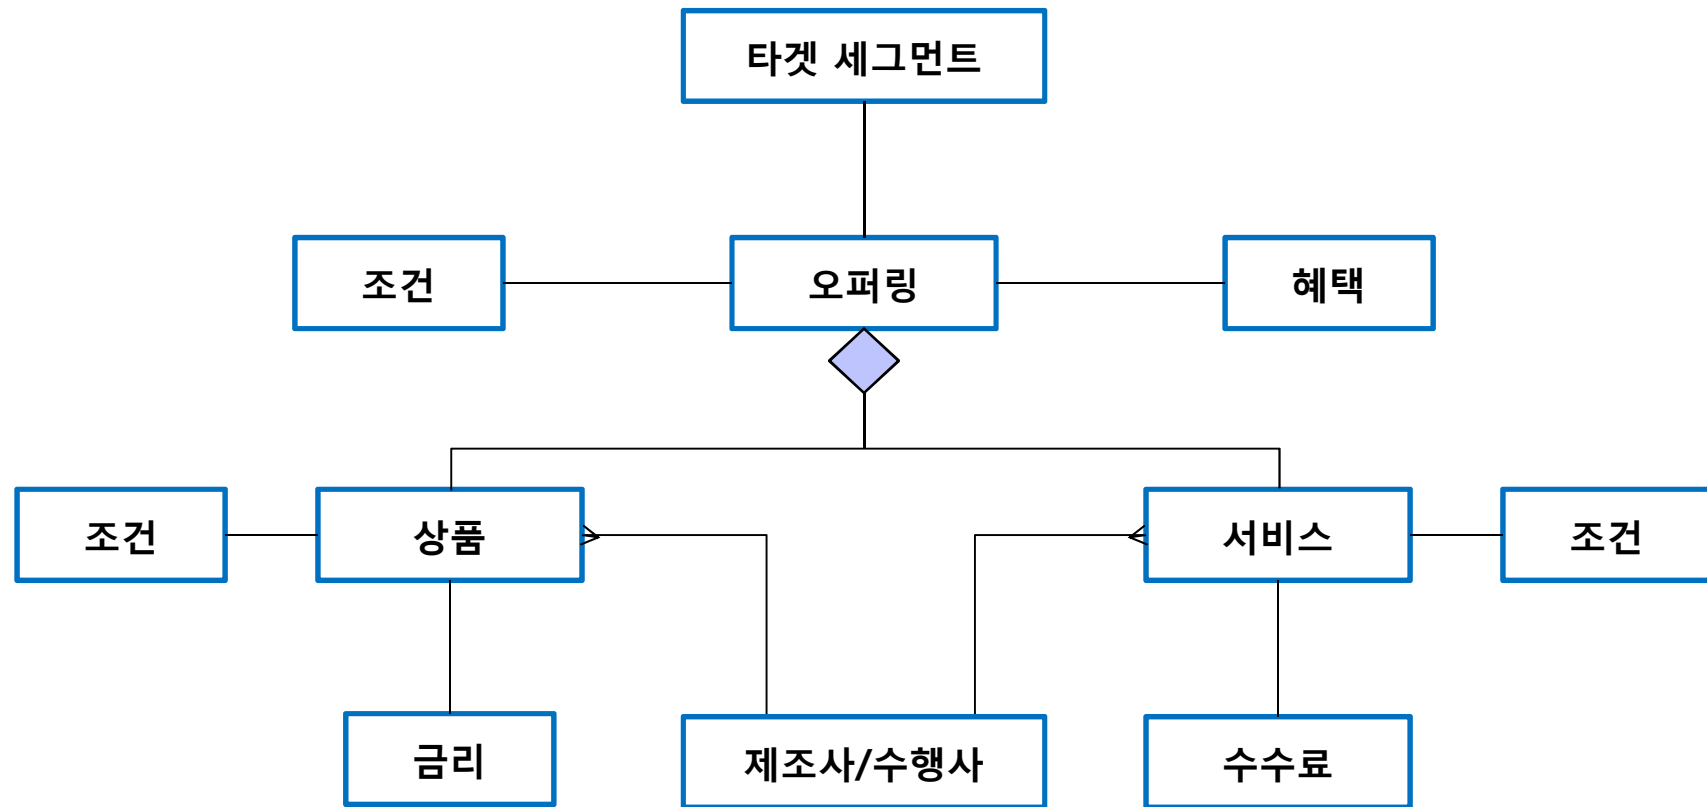 타겟 세그먼트
조건
오퍼링
혜택
조건
상품
서비스
조건
금리
제조사/수행사
수수료